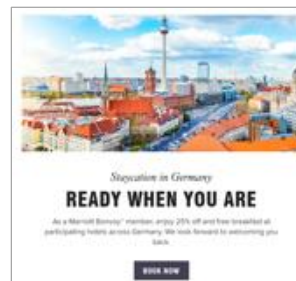 Staycation in Germany
READY WHEN YOU ARE
As a Marriott Bonvoy™ member, enjoy 25% off and free breakfast at
participating hotels across Germany. We look forward to welcoming you
back.
BOOK NOW